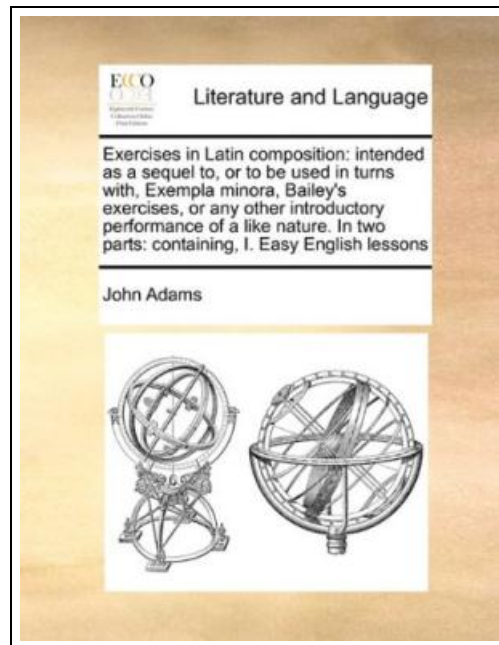 ECCO
Literature and Language
Exercises in Latin composition: intended
as a sequel to, or to be used in turns
with, Exempla minora, Bailey's
exercises, or any other introductory
performance of a like nature. In two
parts: containing, I. Easy English lessons
John Adams